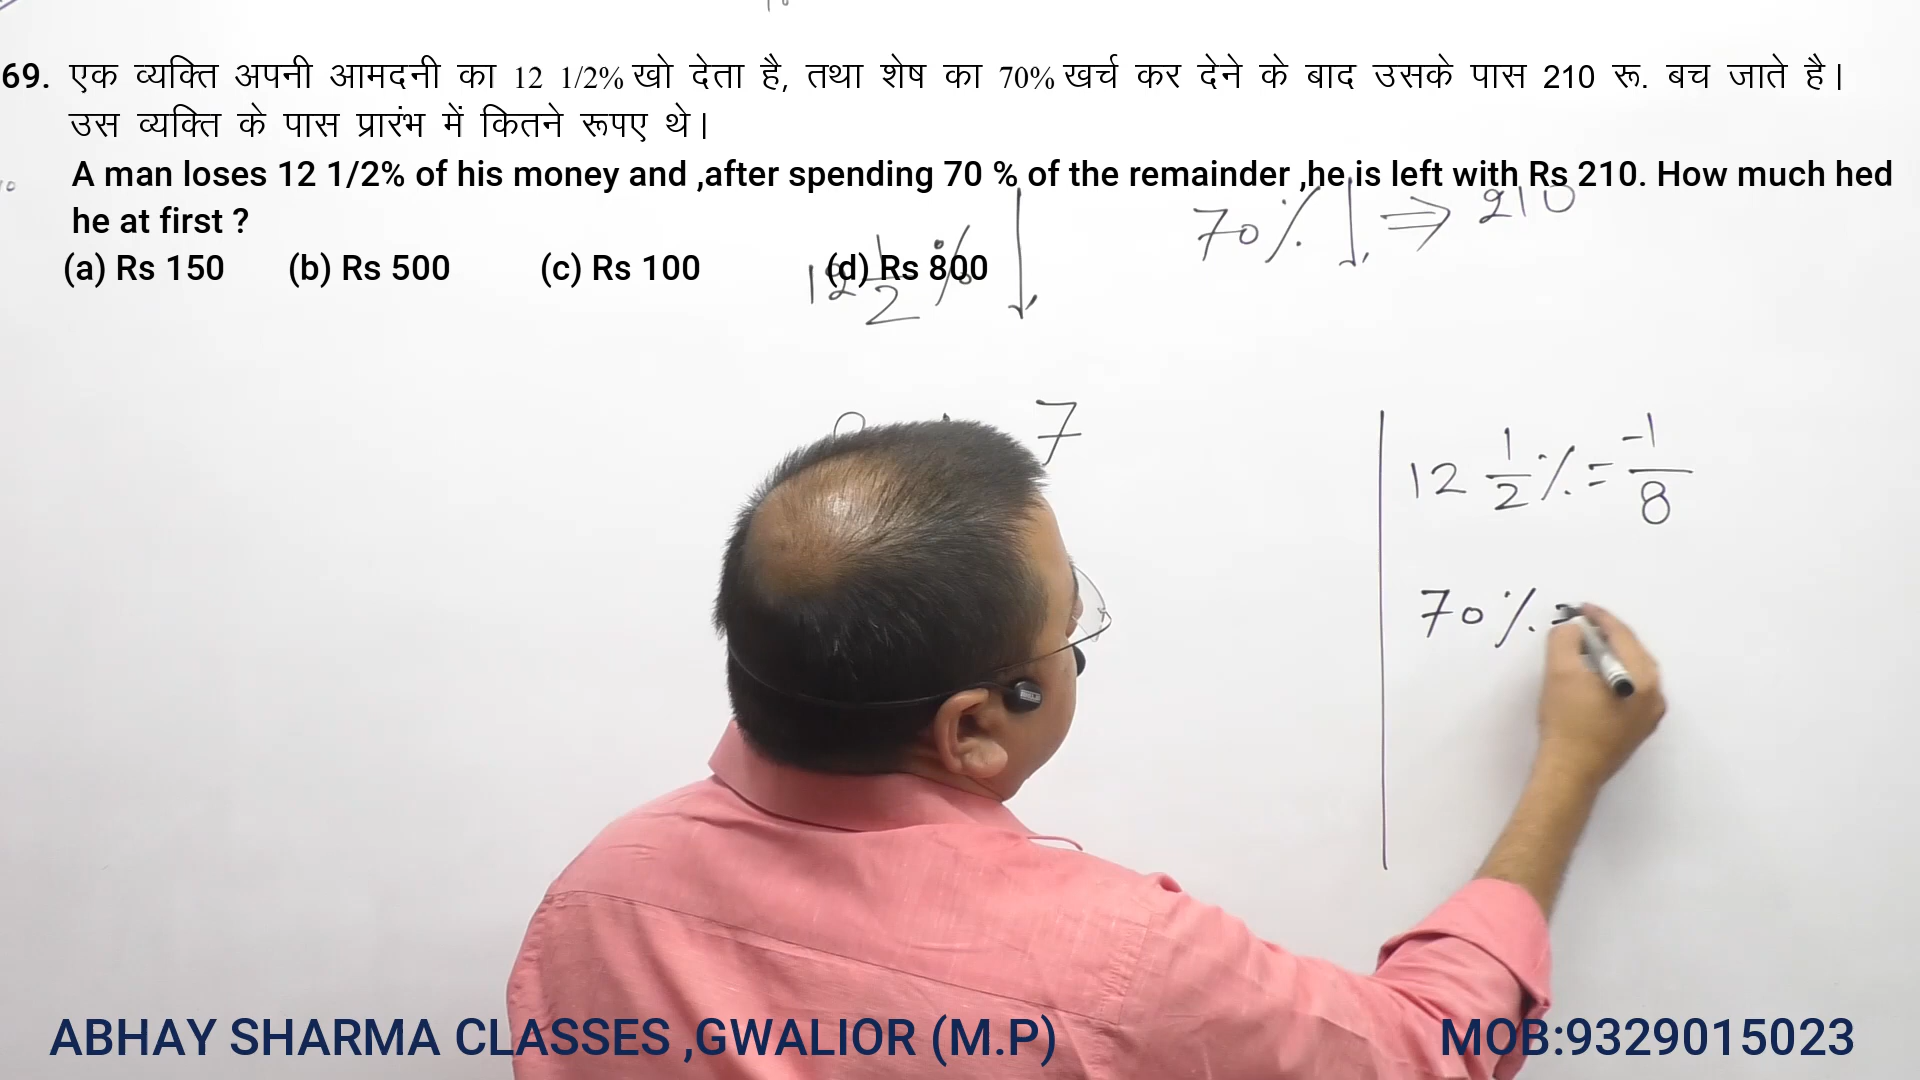 69. एक व्यक्ति अपनी आमदनी का 12 1/2% खो देता है, तथा शेष का 70% खर्च कर देने के बाद उसके पास 210 रू. बच जाते है।
उस व्यक्ति के पास प्रारंभ में कितने रूपए थे।
A man loses 12 1/2% of his money and ,after spending 70 % of the remainder ,he is left with Rs 210. How much hed
he at first ?
(a) Rs 150 (b) Rs 500 (c) Rs 100 (d) Rs 800
12 1/2 % ↓ 70% ↓ ⇒ 210
7
12 1/2 % = -1/8
70% =
ABHAY SHARMA CLASSES ,GWALIOR (M.P) MOB:9329015023